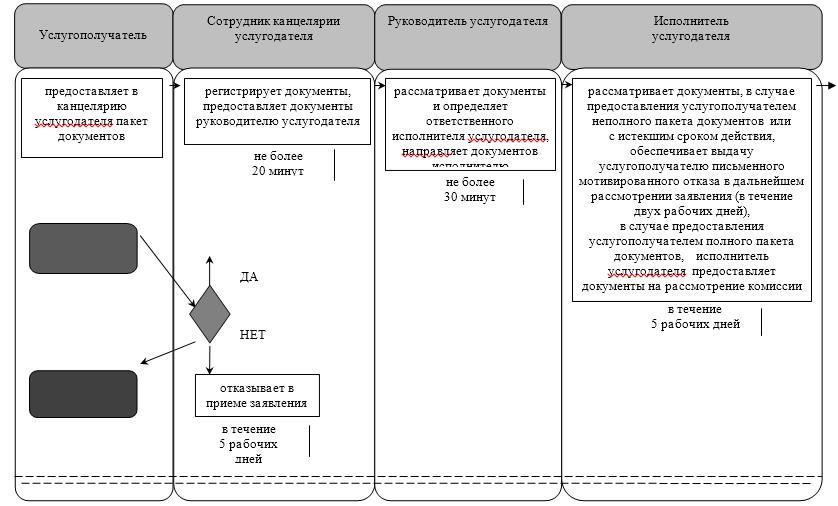 Услугополучатель
Сотрудник канцелярии
услугодателя
Руководитель услугодателя
Исполнитель
услугодателя
предоставляет в
канцелярию
услугодателя пакет
документов
регистрирует документы,
предоставляет документы
руководителю услугодателя
не более
20 минут
рассматривает документы
и определяет
ответственного
исполнителя услугодателя,
направляет документов
исполнителю
не более
30 минут
рассматривает документы, в случае
предоставления услугополучателем
неполного пакета документов или
с истекшим сроком действия,
обеспечивает выдачу
услугополучателю письменного
мотивированного отказа в дальнейшем
рассмотрении заявления (в течение
двух рабочих дней),
в случае предоставления
услугополучателем полного пакета
документов, исполнитель
услугодателя предоставляет
документы на рассмотрение комиссии
в течение
5 рабочих дней
ДА
НЕТ
отказывает в
приеме заявления
в течение
5 рабочих
дней